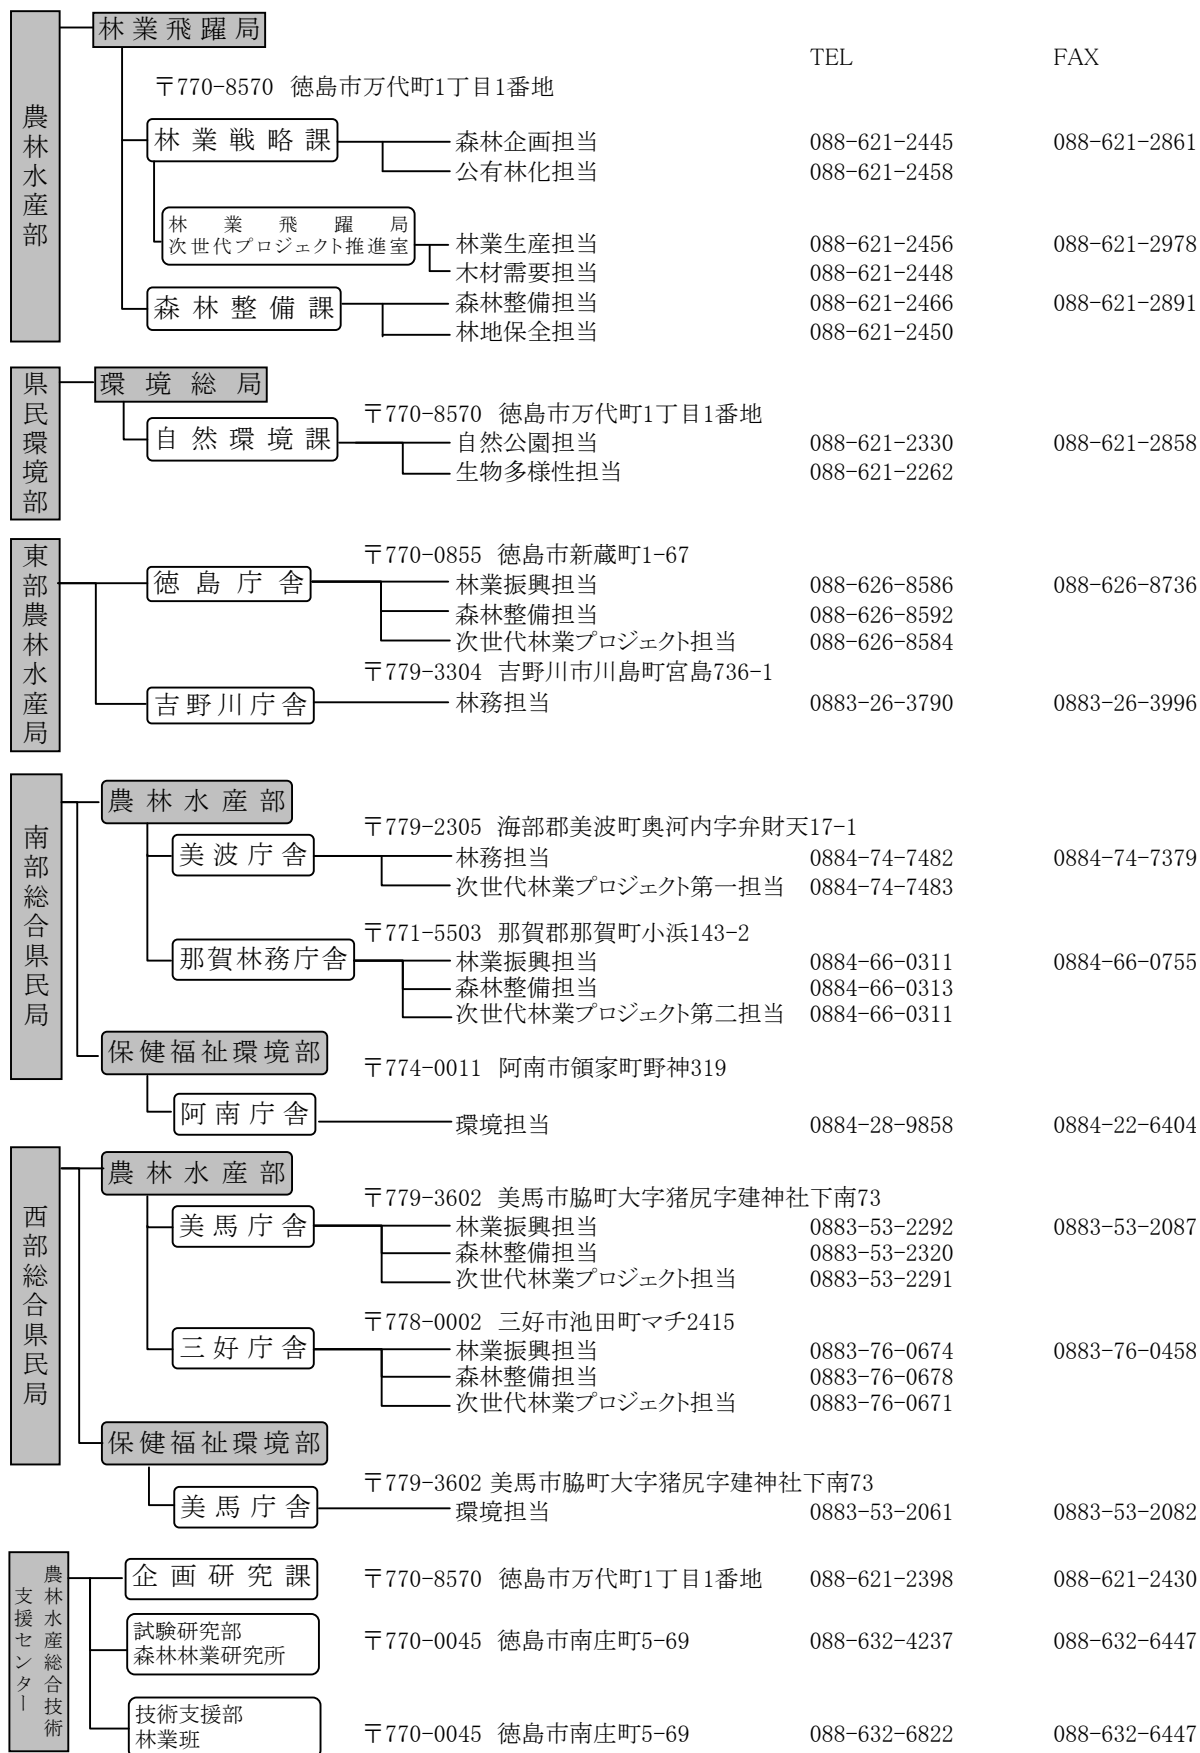 農林水産部
林業飛躍局
TEL FAX
〒770-8570 徳島市万代町1丁目1番地
林業戦略課 森林企画担当 088-621-2445 088-621-2861
公有林化担当 088-621-2458
林業飛躍局
次世代プロジェクト推進室 林業生産担当 088-621-2456 088-621-2978
木材需要担当 088-621-2448
森林整備課 森林整備担当 088-621-2466 088-621-2891
林地保全担当 088-621-2450
県民環境部
環境総局
〒770-8570 徳島市万代町1丁目1番地
自然環境課 自然公園担当 088-621-2330 088-621-2858
生物多様性担当 088-621-2262
東部農林水産局
〒770-0855 徳島市新蔵町1-67
徳島庁舎 林業振興担当 088-626-8586 088-626-8736
森林整備担当 088-626-8592
次世代林業プロジェクト担当 088-626-8584
〒779-3304 吉野川市川島町宮島736-1
吉野川庁舎 林務担当 0883-26-3790 0883-26-3996
南部総合県民局
農林水産部
〒779-2305 海部郡美波町奥河内字弁財天17-1
美波庁舎 林務担当 0884-74-7482 0884-74-7379
次世代林業プロジェクト第一担当 0884-74-7483
〒771-5503 那賀郡那賀町小浜143-2
那賀林務庁舎 林業振興担当 0884-66-0311 0884-66-0755
森林整備担当 0884-66-0313
次世代林業プロジェクト第二担当 0884-66-0311
保健福祉環境部
〒774-0011 阿南市領家町野神319
阿南庁舎 環境担当 0884-28-9858 0884-22-6404
西部総合県民局
農林水産部
〒779-3602 美馬市脇町大字猪尻字建神社下南73
美馬庁舎 林業振興担当 0883-53-2292 0883-53-2087
森林整備担当 0883-53-2320
次世代林業プロジェクト担当 0883-53-2291
〒778-0002 三好市池田町マチ2415
三好庁舎 林業振興担当 0883-76-0674 0883-76-0458
森林整備担当 0883-76-0678
次世代林業プロジェクト担当 0883-76-0671
保健福祉環境部
〒779-3602 美馬市脇町大字猪尻字建神社下南73
美馬庁舎 環境担当 0883-53-2061 0883-53-2082
農林水産総合技術
支援センター
企画研究課 〒770-8570 徳島市万代町1丁目1番地 088-621-2398 088-621-2430
試験研究部
森林林業研究所 〒770-0045 徳島市南庄町5-69 088-632-4237 088-632-6447
技術支援部
林業班 〒770-0045 徳島市南庄町5-69 088-632-6822 088-632-6447